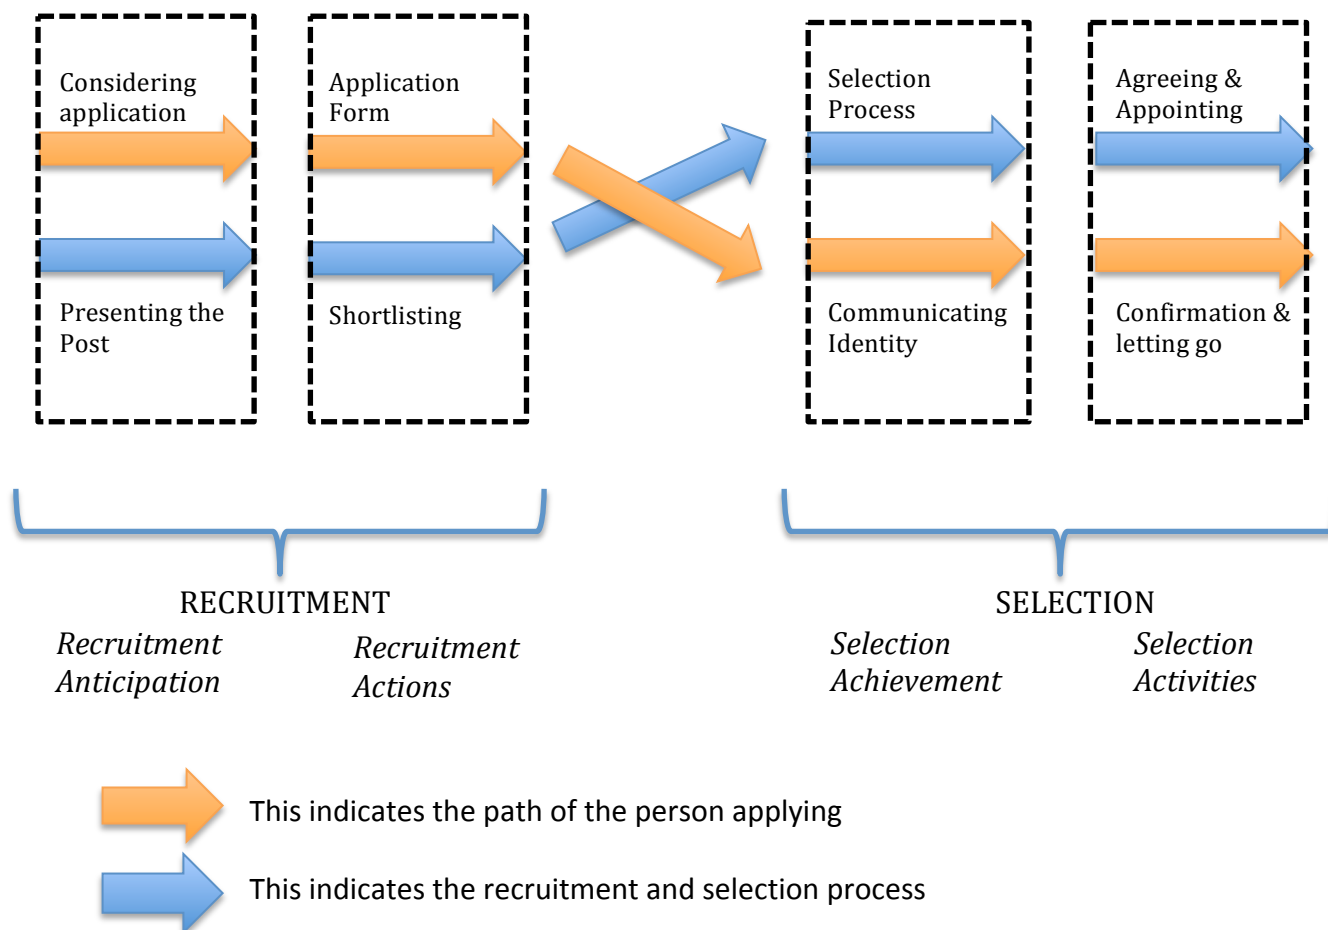 Considering
application
Application
Form
Selection
Process
Agreeing &
Appointing
Presenting the
Post
Shortlisting
Communicating
Identity
Confirmation &
letting go
RECRUITMENT
SELECTION
Recruitment
Anticipation
Recruitment
Actions
Selection
Achievement
Selection
Activities
This indicates the path of the person applying
This indicates the recruitment and selection process